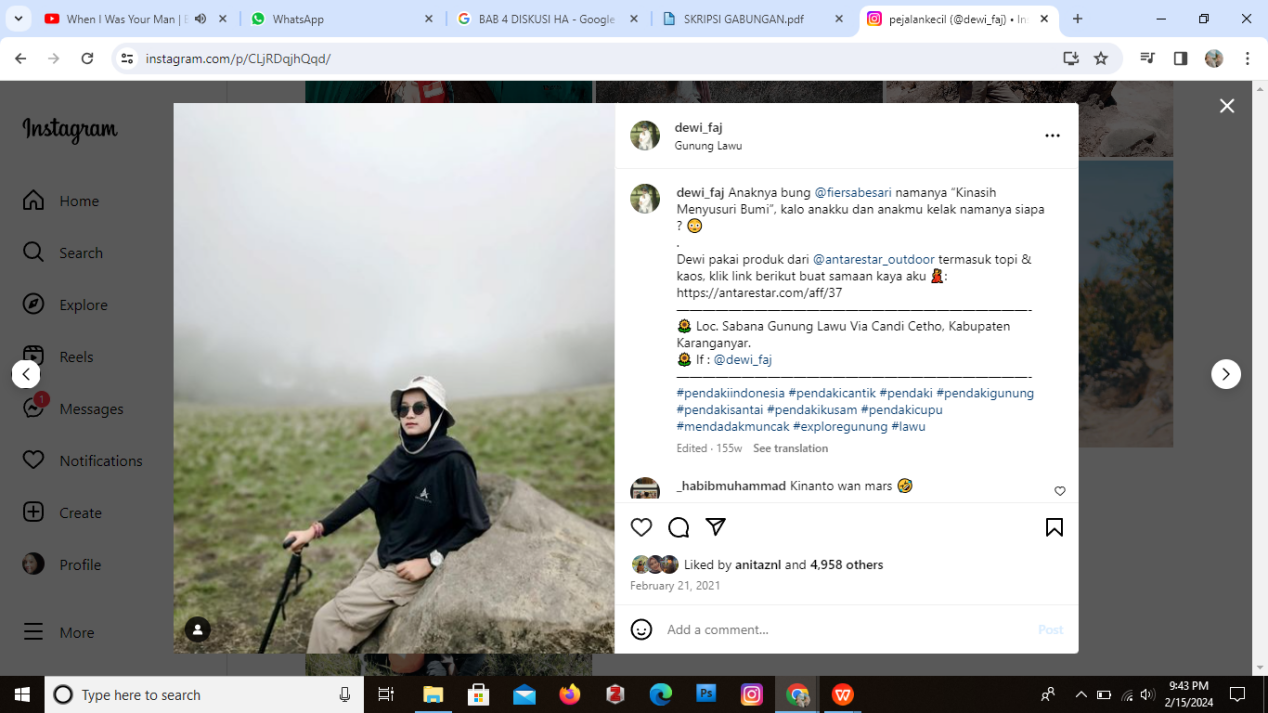 When I Was Your Man | B
WhatsApp
BAB 4 DISKUSI HA - Google
SKRIPSI GABUNGAN.pdf
pejalankecil (@dewi_faj) • In
instagram.com/p/CLjRDqjhQqd/
Instagram
Home
Search
Explore
Reels
1
Messages
Notifications
Create
Profile
More
dewi_faj
Gunung Lawu
dewi_faj Anaknya bung @fiersabesari namanya “Kinasih
Menyusuri Bumi”, kalo anakku dan anakmu kelak namanya siapa
? 😳
.
Dewi pakai produk dari @antarestar_outdoor termasuk topi &
kaos, klik link berikut buat samaan kaya aku 💃:
https://antarestar.com/aff/37
———————————————————————————-
🌻 Loc. Sabana Gunung Lawu Via Candi Cetho, Kabupaten
Karanganyar.
🌻 If : @dewi_faj
———————————————————————————-
#pendakiindonesia #pendakicantik #pendaki #pendakigunung
#pendakisantai #pendakikusam #pendakicupu
#mendadakmuncak #exploregunung #lawu
Edited · 155w See translation
_habibmuhammad Kinanto wan mars 🤣
Liked by anitaznl and 4,958 others
February 21, 2021
Add a comment...
Post
Type here to search
Ps
9:43 PM
2/15/2024